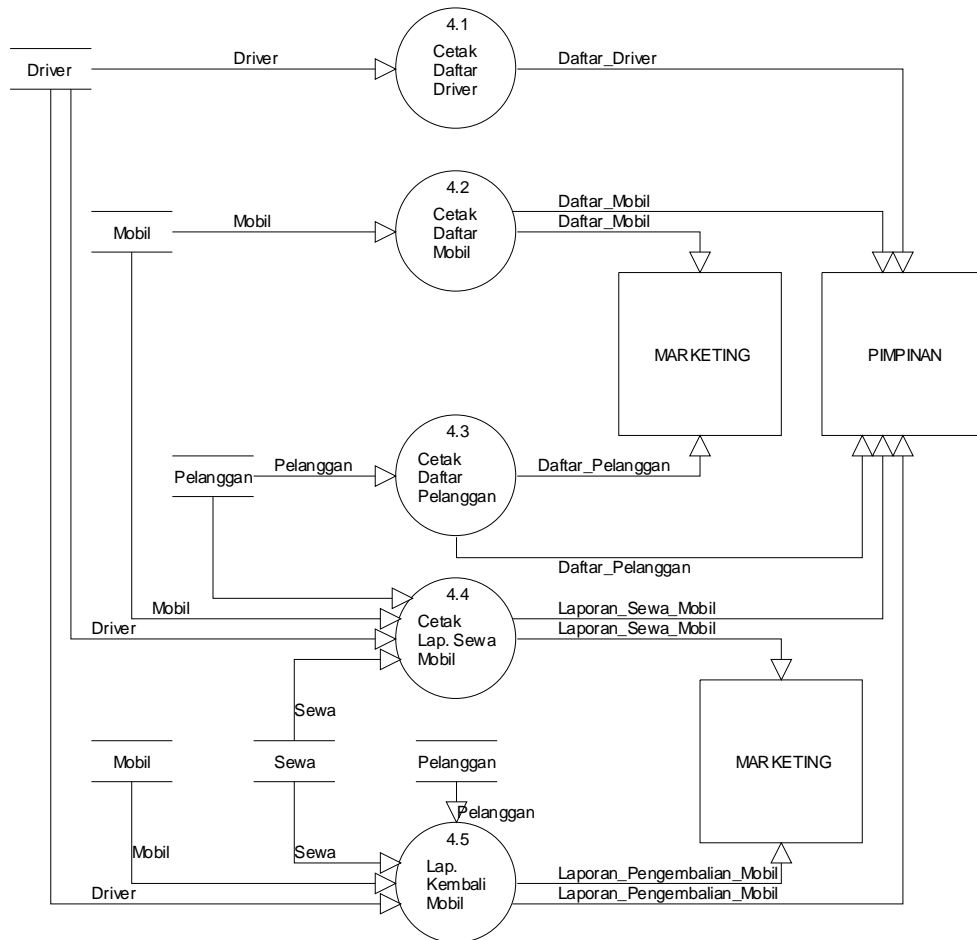 4.1
Cetak
Daftar
Driver
Driver
Driver
Daftar_Driver
4.2
Cetak
Daftar
Mobil
Mobil
Mobil
Daftar_Mobil
Daftar_Mobil
MARKETING
PIMPINAN
4.3
Cetak
Daftar
Pelanggan
Pelanggan
Pelanggan
Daftar_Pelanggan
Daftar_Pelanggan
4.4
Cetak
Lap. Sewa
Mobil
Mobil
Driver
Laporan_Sewa_Mobil
Laporan_Sewa_Mobil
Sewa
Mobil
Sewa
Pelanggan
MARKETING
Pelanggan
4.5
Lap.
Kembali
Mobil
Mobil
Sewa
Driver
Laporan_Pengembalian_Mobil
Laporan_Pengembalian_Mobil